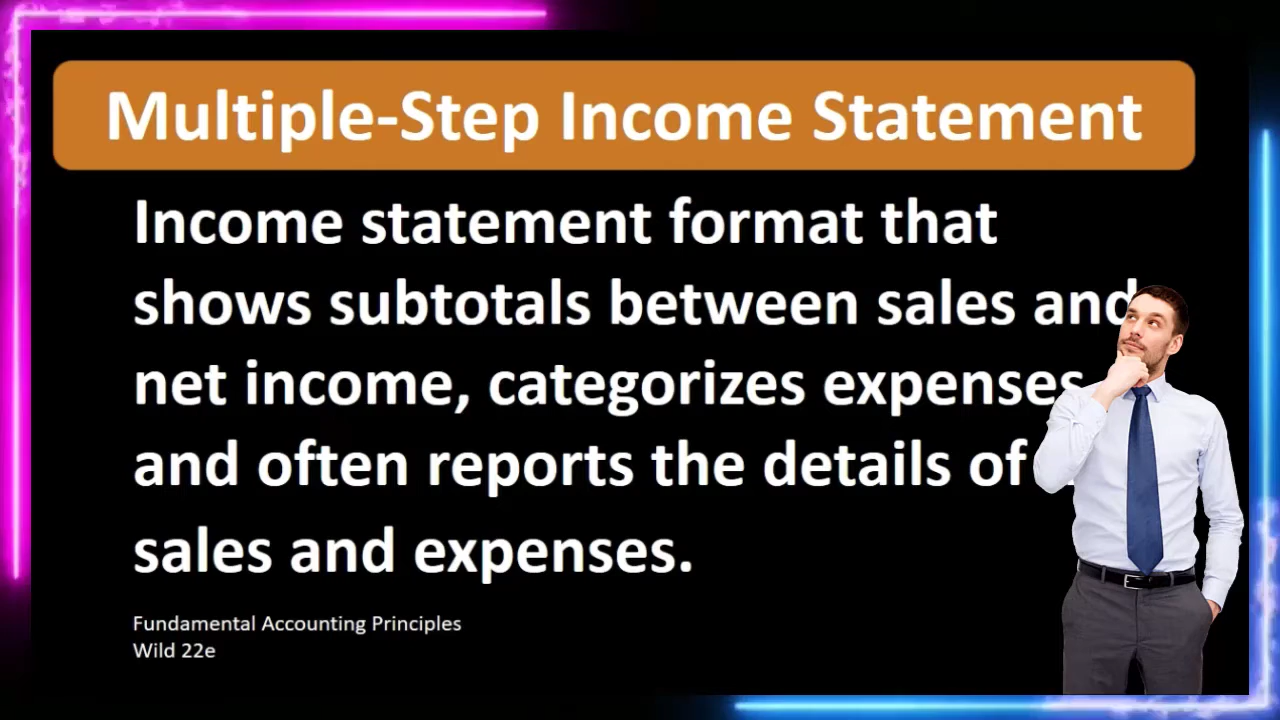 Multiple-Step Income Statement
Income statement format that
shows subtotals between sales and
net income, categorizes expenses
and often reports the details of
sales and expenses.
Fundamental Accounting Principles
Wild 22e